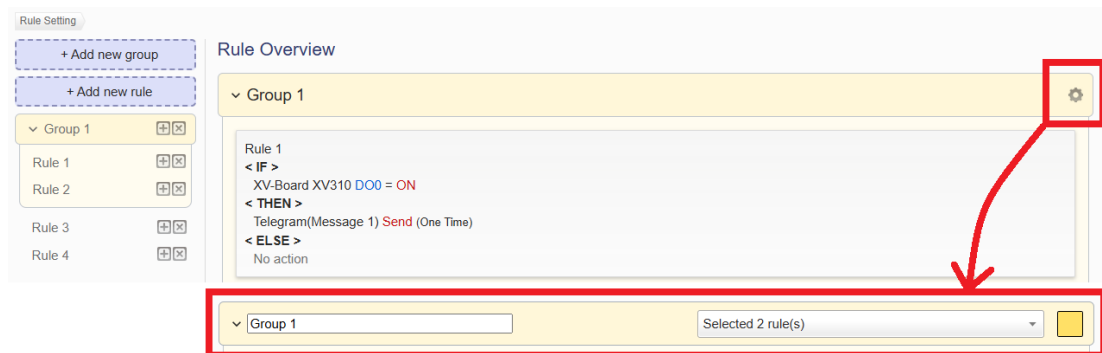 Rule Setting
+ Add new group
+ Add new rule
Group 1
Rule 1
Rule 2
Rule 3
Rule 4
Rule Overview
Group 1
Rule 1
< IF >
XV-Board XV310 DO0 = ON
< THEN >
Telegram(Message 1) Send (One Time)
< ELSE >
No action
Group 1
Selected 2 rule(s)